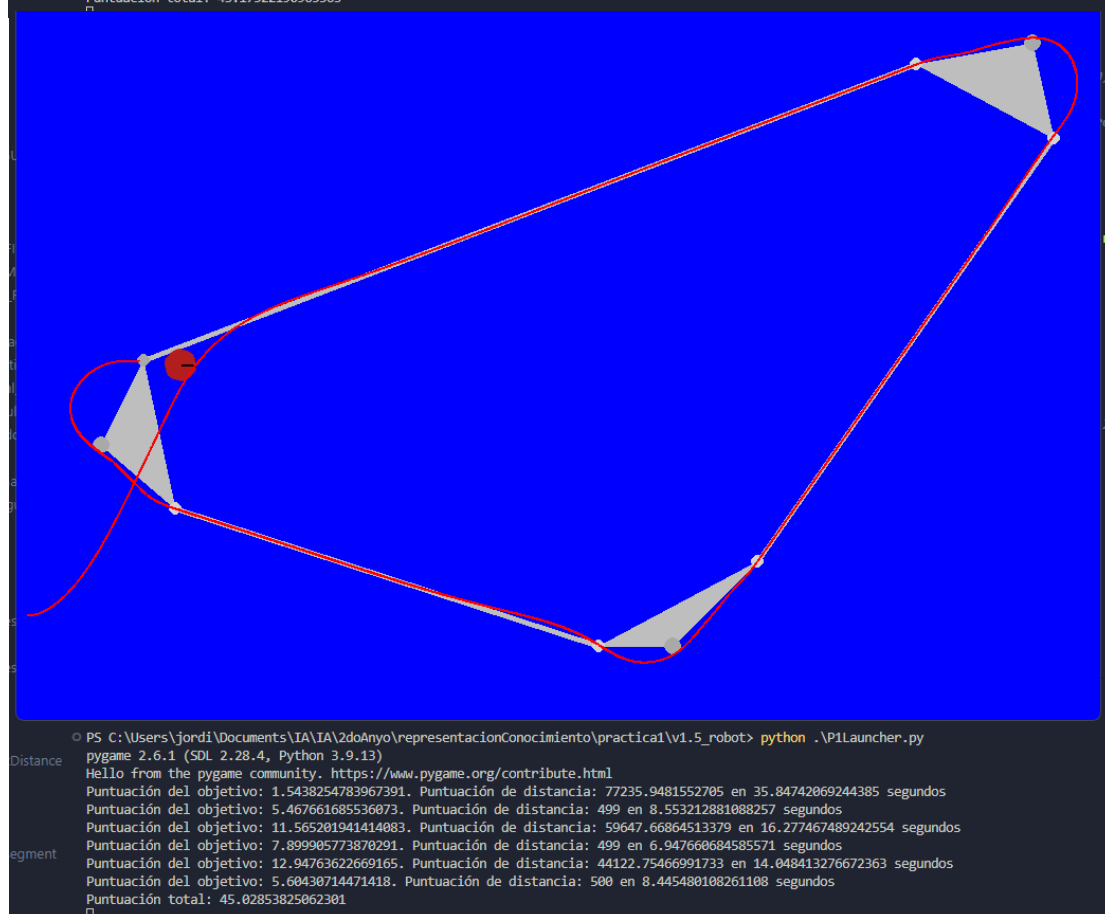 PS C:\Users\jordi\Documents\IA\IA\2doAnyo\representacionConocimiento\practica1\v1.5_robot> python .\P1Launcher.py
pygame 2.6.1 (SDL 2.28.4, Python 3.9.13)
Distance
Hello from the pygame community. https://www.pygame.org/contribute.html
Puntuación del objetivo: 1.5438254783967391. Puntuación de distancia: 77235.9481552705 en 35.84742069244385 segundos
Puntuación del objetivo: 5.467661685536073. Puntuación de distancia: 499 en 8.553212881088257 segundos
Puntuación del objetivo: 11.565201941414083. Puntuación de distancia: 59647.66864513379 en 16.277467489242554 segundos
Puntuación del objetivo: 7.899905773870291. Puntuación de distancia: 499 en 6.947660684585571 segundos
egment
Puntuación del objetivo: 12.94763622669165. Puntuación de distancia: 44122.75466991733 en 14.048413276672363 segundos
Puntuación del objetivo: 5.60430714471418. Puntuación de distancia: 500 en 8.445480108261108 segundos
Puntuación total: 45.02853825062301